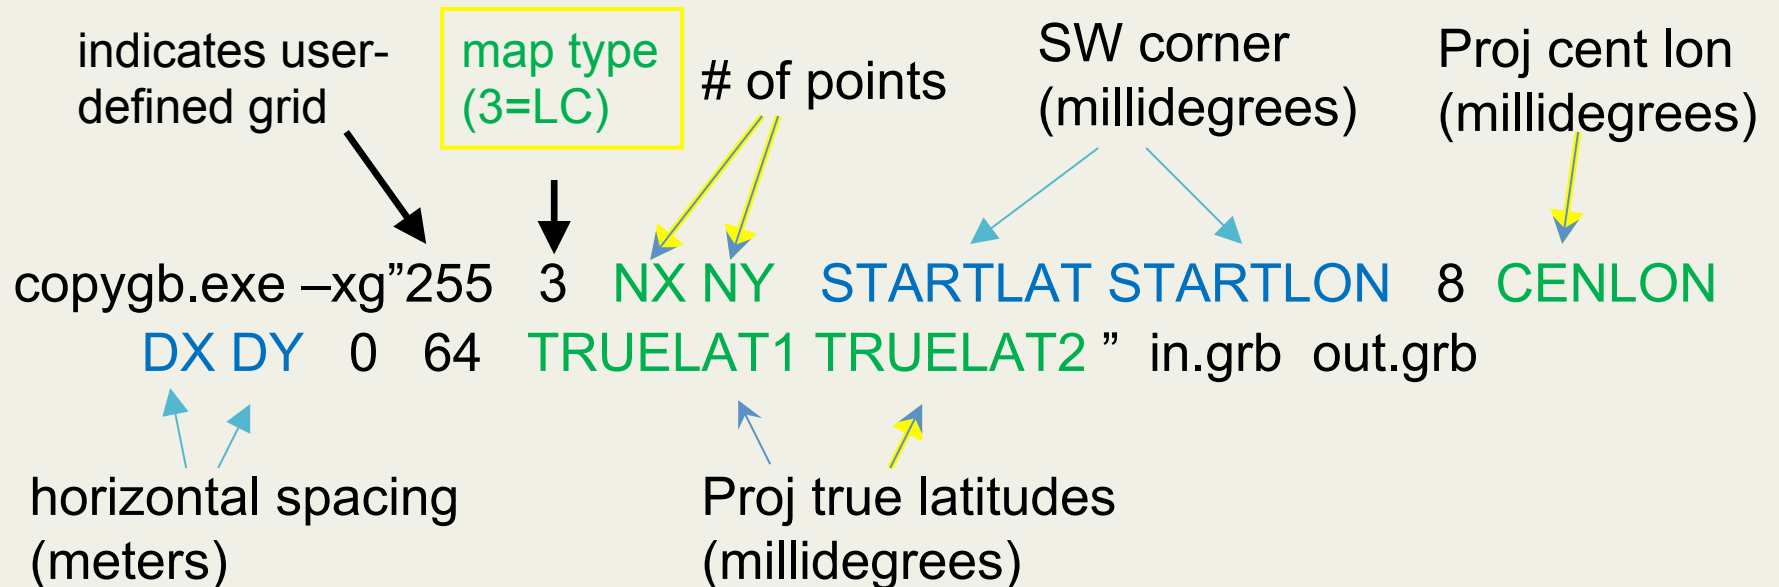 indicates user-
defined grid
map type
(3=LC)
# of points
SW corner
(millidegrees)
Proj cent lon
(millidegrees)
copygb.exe –xg”255 3 NX NY STARTLAT STARTLON 8 CENLON
DX DY 0 64 TRUELAT1 TRUELAT2 ” in.grb out.grb
horizontal spacing
(meters)
Proj true latitudes
(millidegrees)